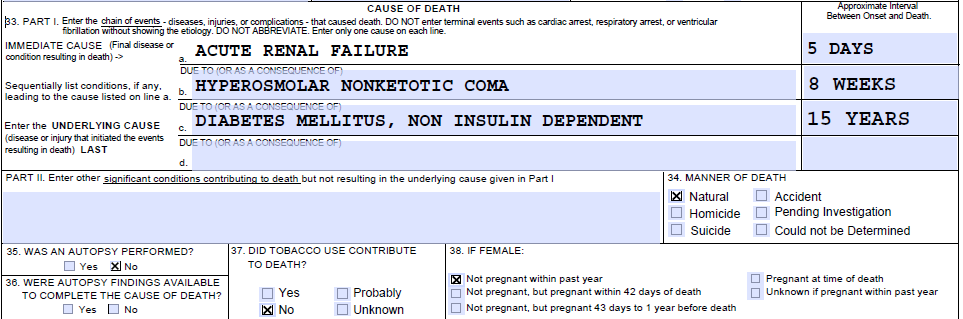 CAUSE OF DEATH
Approximate Interval
Between Onset and Death.
33. PART I. Enter the chain of events - diseases, injuries, or complications - that caused death. DO NOT enter terminal events such as cardiac arrest, respiratory arrest, or ventricular
fibrillation without showing the etiology. DO NOT ABBREVIATE. Enter only one cause on each line.
IMMEDIATE CAUSE (Final disease or
condition resulting in death) ->
a. ACUTE RENAL FAILURE 5 DAYS
DUE TO (OR AS A CONSEQUENCE OF)
Sequentially list conditions, if any,
leading to the cause listed on line a.
b. HYPEROSMOLAR NONKETOTIC COMA 8 WEEKS
DUE TO (OR AS A CONSEQUENCE OF)
Enter the UNDERLYING CAUSE
(disease or injury that initiated the events
resulting in death) LAST
c. DIABETES MELLITUS, NON INSULIN DEPENDENT 15 YEARS
DUE TO (OR AS A CONSEQUENCE OF)
d.
PART II. Enter other significant conditions contributing to death but not resulting in the underlying cause given in Part I
34. MANNER OF DEATH
Natural Accident
Homicide Pending Investigation
Suicide Could not be Determined
35. WAS AN AUTOPSY PERFORMED?
Yes No
36. WERE AUTOPSY FINDINGS AVAILABLE
TO COMPLETE THE CAUSE OF DEATH?
Yes No
37. DID TOBACCO USE CONTRIBUTE
TO DEATH?
Yes Probably
No Unknown
38. IF FEMALE:
Not pregnant within past year Pregnant at time of death
Not pregnant, but pregnant within 42 days of death Unknown if pregnant within past year
Not pregnant, but pregnant 43 days to 1 year before death